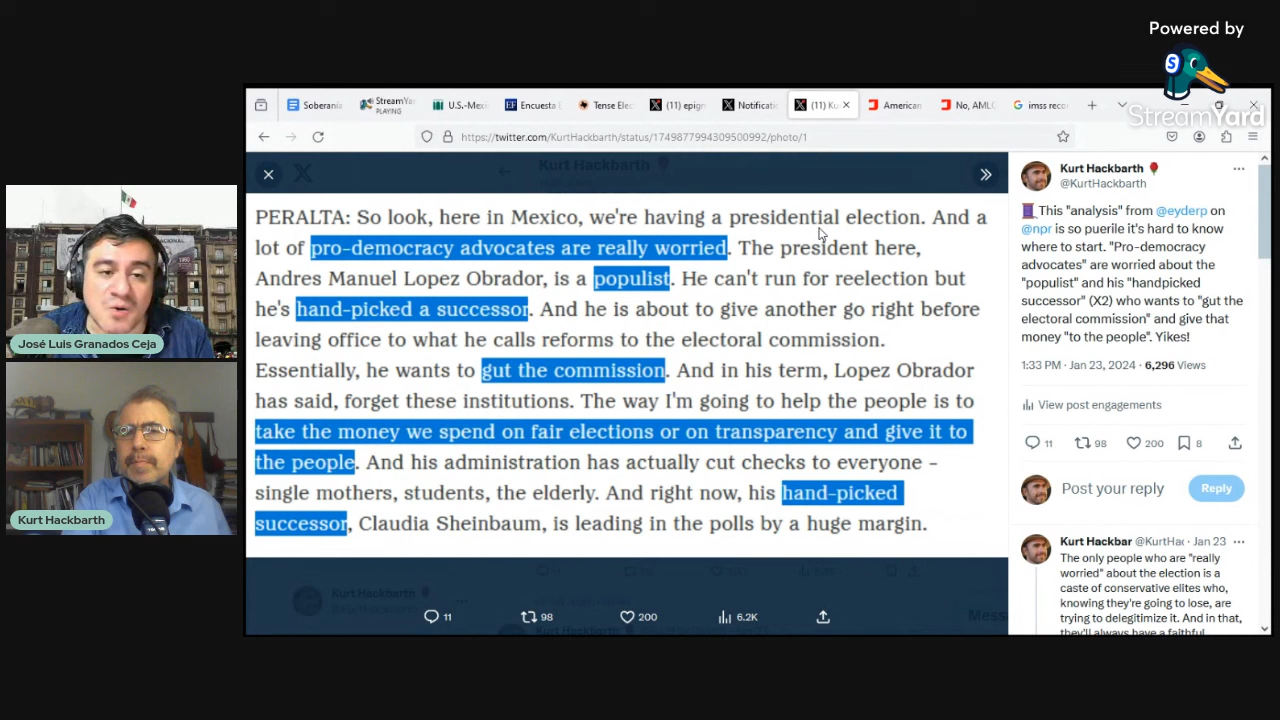 Powered by
StreamYard
Soberanía
StreamYar
PLAYING
U.S.-Mexi
Encuesta
Tense Elec
(11) epign
Notificatio
(11) Ku
American
No, AMLO
imss reco
https://twitter.com/KurtHackbarth/status/1749877994309500992/photo/1
Kurt Hackbarth
PERALTA: So look, here in Mexico, we're having a presidential election. And a
lot of pro-democracy advocates are really worried. The president here,
Andres Manuel Lopez Obrador, is a populist. He can't run for reelection but
he's hand-picked a successor. And he is about to give another go right before
leaving office to what he calls reforms to the electoral commission.
Essentially, he wants to gut the commission. And in his term, Lopez Obrador
has said, forget these institutions. The way I'm going to help the people is to
take the money we spend on fair elections or on transparency and give it to
the people. And his administration has actually cut checks to everyone –
single mothers, students, the elderly. And right now, his hand-picked
successor, Claudia Sheinbaum, is leading in the polls by a huge margin.
Kurt Hackbarth
11
98
200
6.2K
Kurt Hackbarth
@KurtHackbarth
This "analysis" from @eyderp on
@npr is so puerile it's hard to know
where to start. "Pro-democracy
advocates" are worried about the
"populist" and his "handpicked
successor" (X2) who wants to "gut the
electoral commission" and give that
money "to the people". Yikes!
1:33 PM · Jan 23, 2024 · 6,296 Views
View post engagements
11
98
200
8
Post your reply
Reply
Kurt Hackbar @KurtHac · Jan 23
The only people who are "really
worried" about the election is a
caste of conservative elites who,
knowing they're going to lose, are
trying to delegitimize it. And in that,
they'll always have a faithful
José Luis Granados Ceja
Kurt Hackbarth